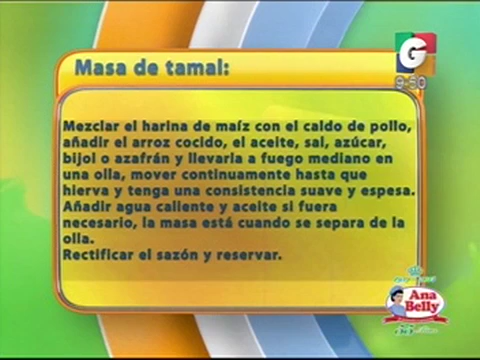 G
9:50
Masa de tamal:
Mezclar el harina de maíz con el caldo de pollo,
añadir el arroz cocido, el aceite, sal, azúcar,
bijol o azafrán y llevarla a fuego mediano en
una olla, mover continuamente hasta que
hierva y tenga una consistencia suave y espesa.
Añadir agua caliente y aceite si fuera
necesario, la masa está cuando se separa de la
olla.
Rectificar el sazón y reservar.
Ana
Belly